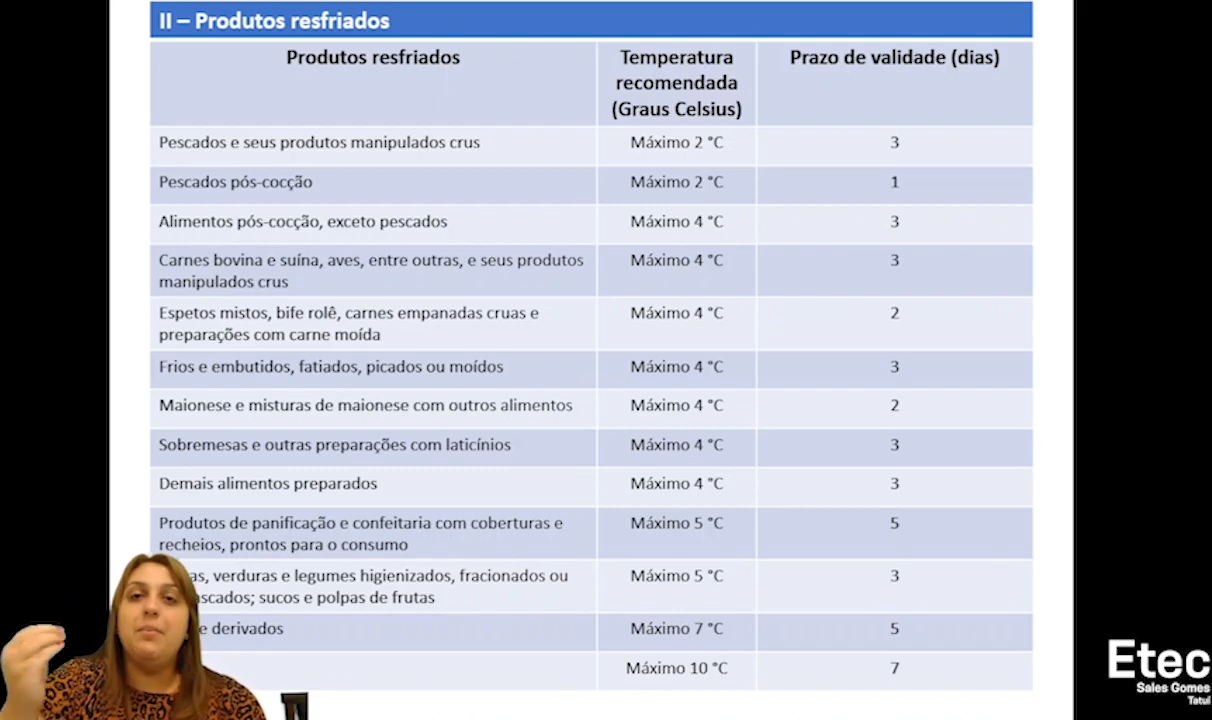 II – Produtos resfriados
Produtos resfriados
Temperatura
recomendada
(Graus Celsius)
Prazo de validade (dias)
Pescados e seus produtos manipulados crus
Máximo 2 °C
3
Pescados pós-cocção
Máximo 2 °C
1
Alimentos pós-cocção, exceto pescados
Máximo 4 °C
3
Carnes bovina e suína, aves, entre outras, e seus produtos
manipulados crus
Máximo 4 °C
3
Espetos mistos, bife rolê, carnes empanadas cruas e
preparações com carne moída
Máximo 4 °C
2
Frios e embutidos, fatiados, picados ou moídos
Máximo 4 °C
3
Maionese e misturas de maionese com outros alimentos
Máximo 4 °C
2
Sobremesas e outras preparações com laticínios
Máximo 4 °C
3
Demais alimentos preparados
Máximo 4 °C
3
Produtos de panificação e confeitaria com coberturas e
recheios, prontos para o consumo
Máximo 5 °C
5
verduras e legumes higienizados, fracionados ou
sucos e polpas de frutas
Máximo 5 °C
3
e derivados
Máximo 7 °C
5
Máximo 10 °C
7
Etec
Sales Gomes
Tatuí